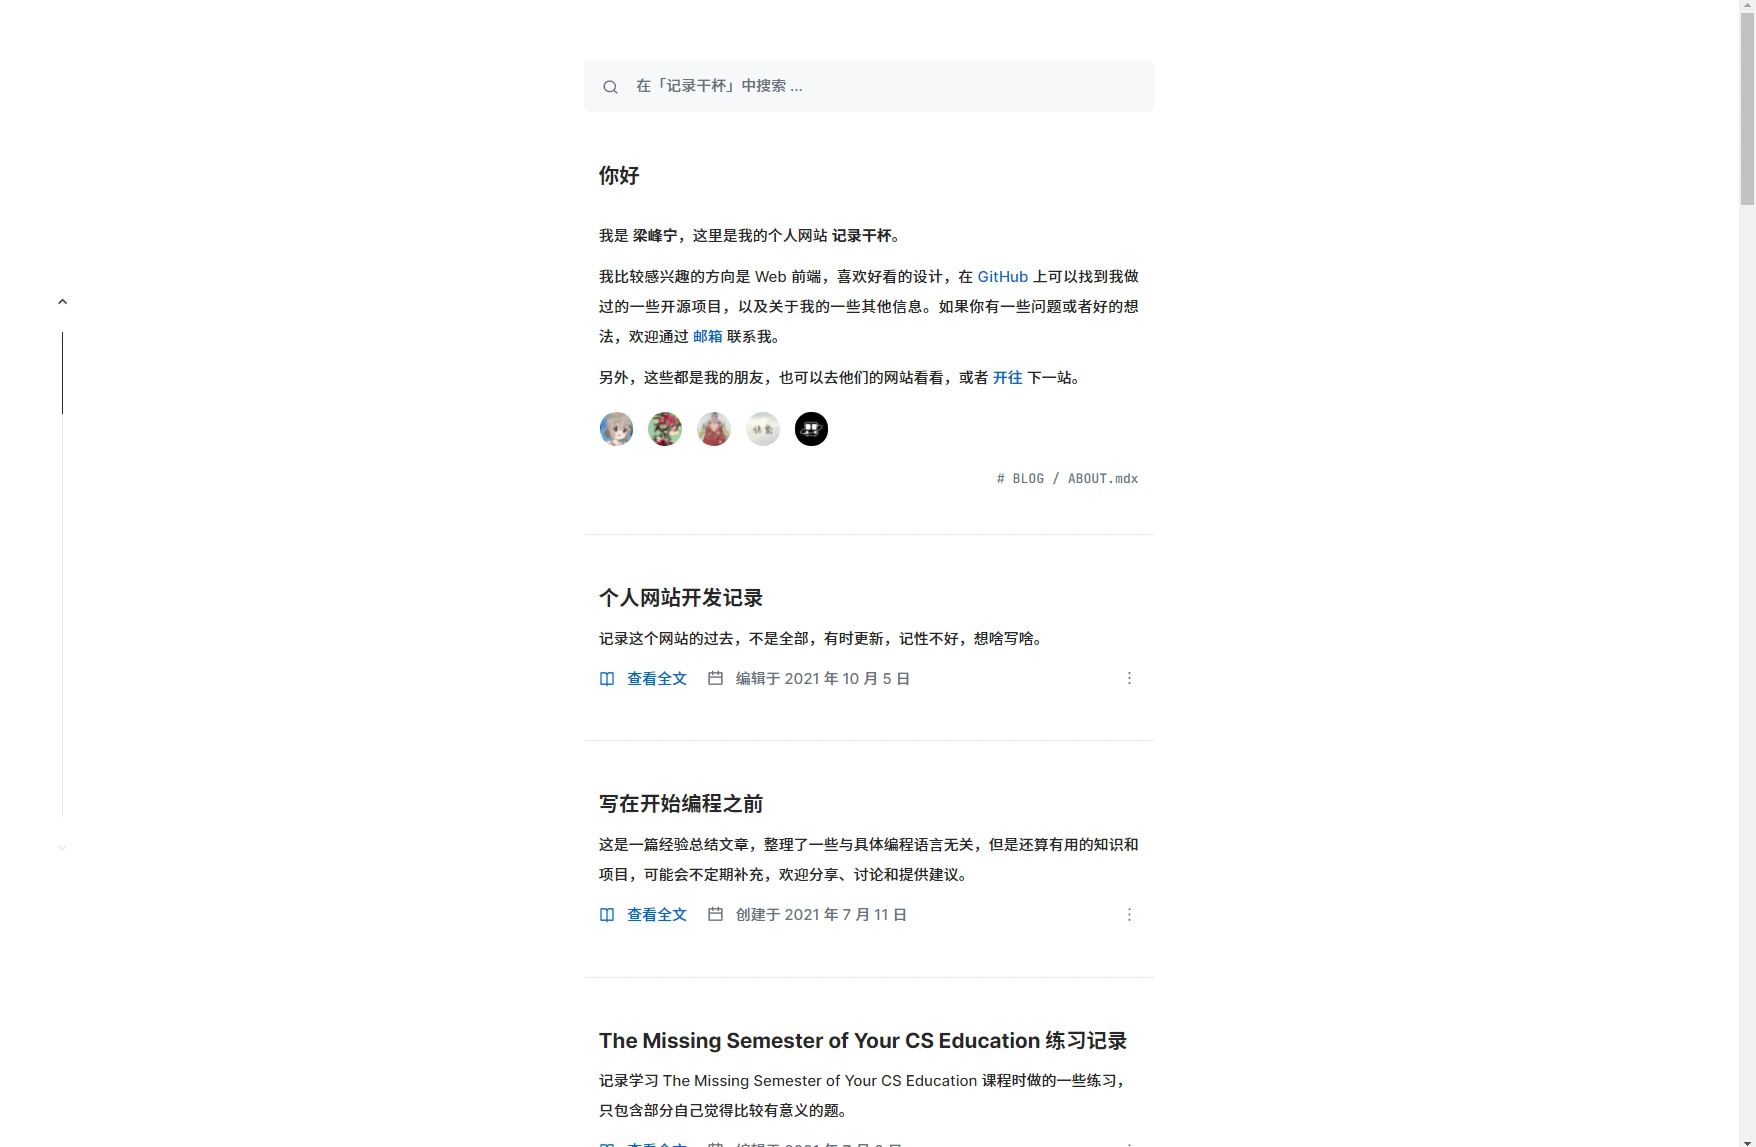 在「记录干杯」中搜索 ...
你好
我是 梁峰宁，这里是我的个人网站 记录干杯。
我比较感兴趣的方向是 Web 前端，喜欢好看的设计，在 GitHub 上可以找到我做
过的一些开源项目，以及关于我的一些其他信息。如果你有一些问题或者好的想
法，欢迎通过 邮箱 联系我。
另外，这些都是我的朋友，也可以去他们的网站看看，或者 开往 下一站。
# BLOG / ABOUT.mdx
个人网站开发记录
记录这个网站的过去，不是全部，有时更新，记性不好，想啥写啥。
查看全文 编辑于 2021 年 10 月 5 日
写在开始编程之前
这是一篇经验总结文章，整理了一些与具体编程语言无关，但是还算有用的知识和
项目，可能会不定期补充，欢迎分享、讨论和提供建议。
查看全文 创建于 2021 年 7 月 11 日
The Missing Semester of Your CS Education 练习记录
记录学习 The Missing Semester of Your CS Education 课程时做的一些练习，
只包含部分自己觉得比较有意义的题。